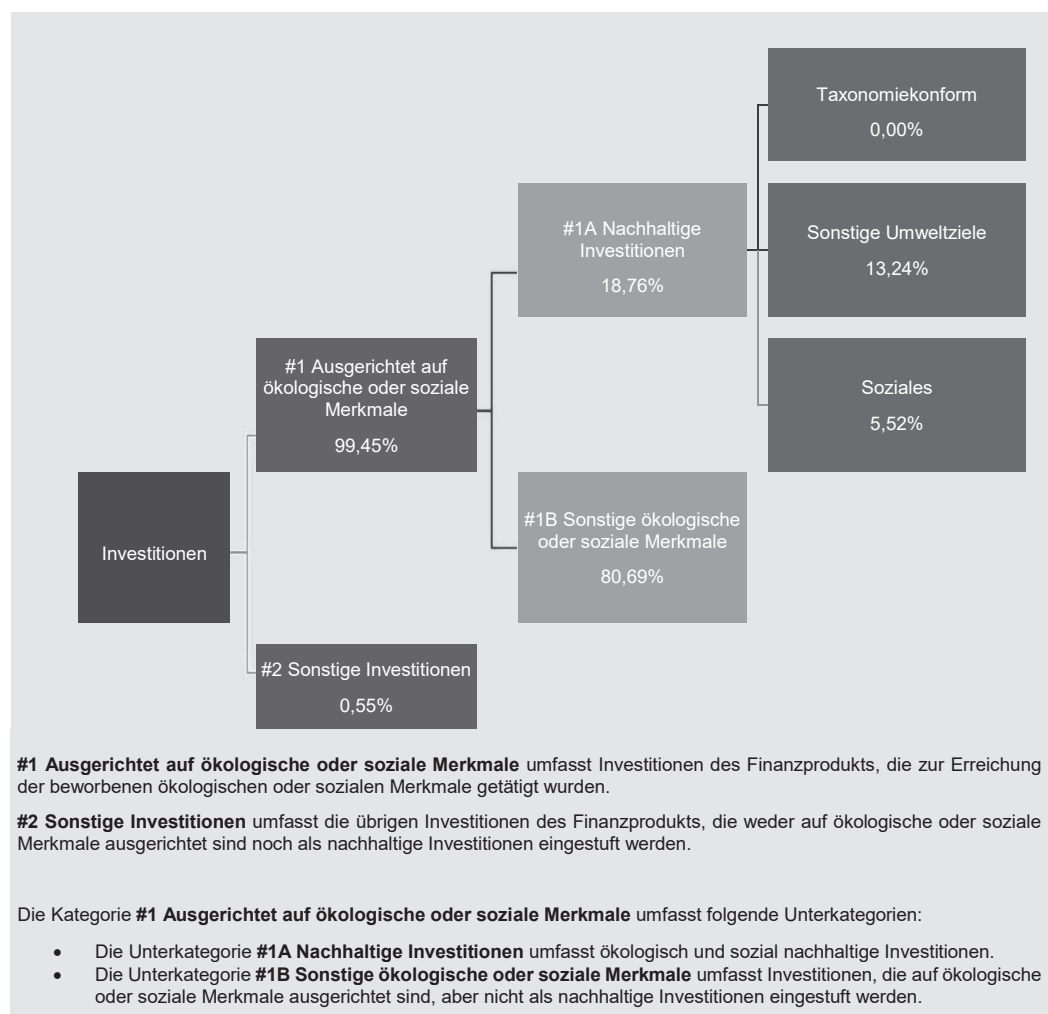 Taxonomiekonform
0,00%
#1A Nachhaltige
Investitionen
18,76%
Sonstige Umweltziele
13,24%
#1 Ausgerichtet auf
ökologische oder soziale
Merkmale
99,45%
Soziales
5,52%
Investitionen
#1B Sonstige ökologische
oder soziale Merkmale
80,69%
#2 Sonstige Investitionen
0,55%
#1 Ausgerichtet auf ökologische oder soziale Merkmale umfasst Investitionen des Finanzprodukts, die zur Erreichung
der beworbenen ökologischen oder sozialen Merkmale getätigt wurden.
#2 Sonstige Investitionen umfasst die übrigen Investitionen des Finanzprodukts, die weder auf ökologische oder soziale
Merkmale ausgerichtet sind noch als nachhaltige Investitionen eingestuft werden.
Die Kategorie #1 Ausgerichtet auf ökologische oder soziale Merkmale umfasst folgende Unterkategorien:
• Die Unterkategorie #1A Nachhaltige Investitionen umfasst ökologisch und sozial nachhaltige Investitionen.
• Die Unterkategorie #1B Sonstige ökologische oder soziale Merkmale umfasst Investitionen, die auf ökologische
oder soziale Merkmale ausgerichtet sind, aber nicht als nachhaltige Investitionen eingestuft werden.